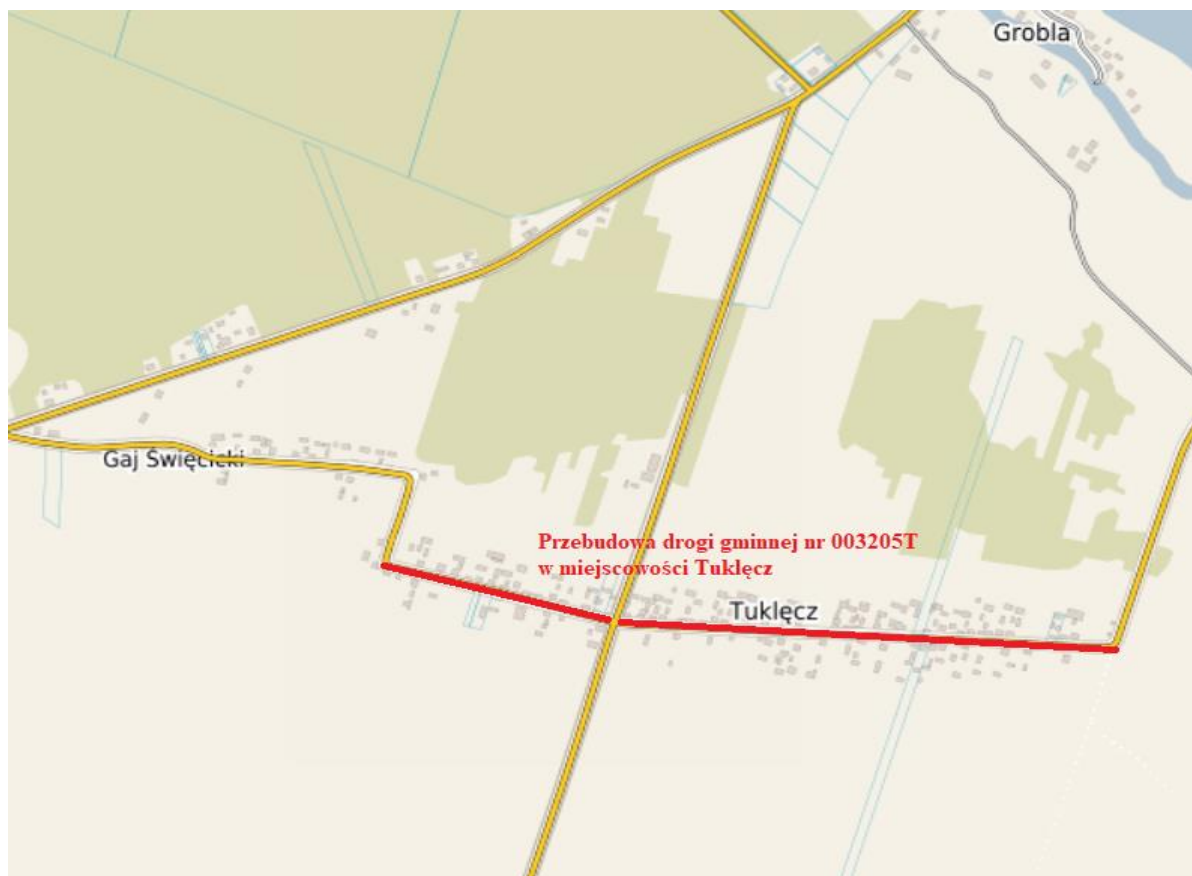 Grobla
Gaj Święcicki
Przebudowa drogi gminnej nr 003205T
w miejscowości Tuklęcz
Tuklęcz